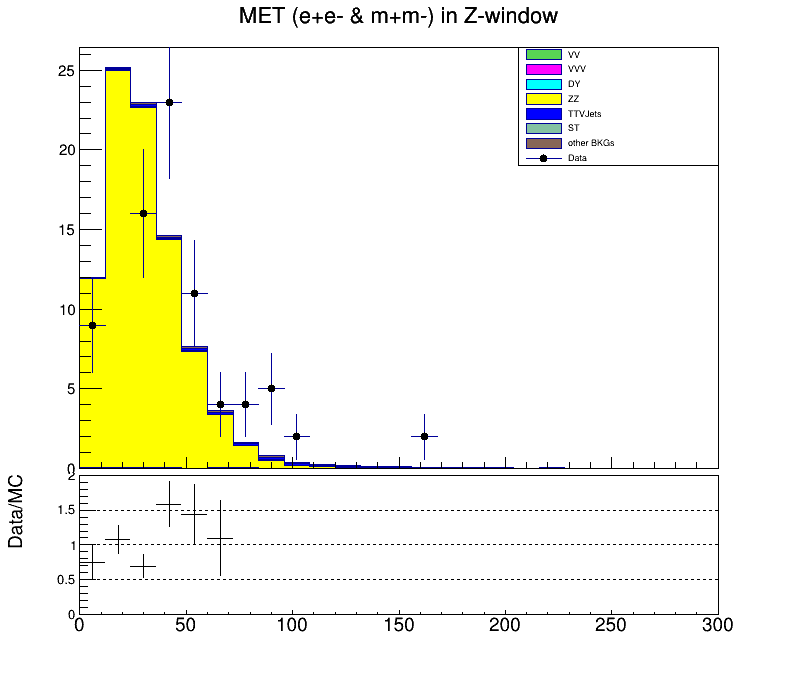 MET (e+e- & m+m-) in Z-window
VV
VVV
DY
ZZ
TTVJets
ST
other BKGs
Data
25
20
15
10
5
0
2
1.5
1
0.5
0
Data/MC
0 50 100 150 200 250 300